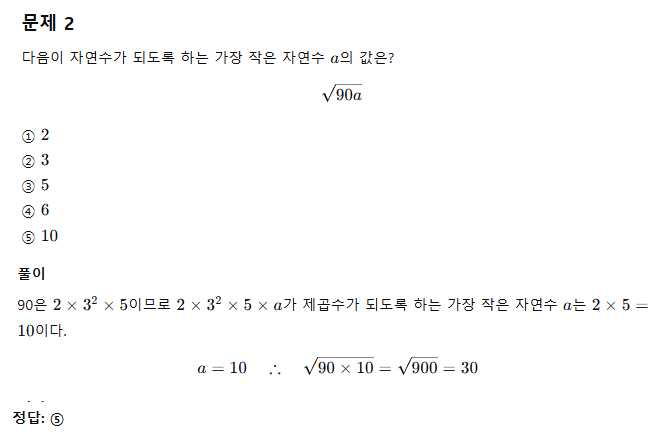 문제 2
다음이 자연수가 되도록 하는 가장 작은 자연수 a의 값은?
√90a
① 2
② 3
③ 5
④ 6
⑤ 10
풀이
90은 2 × 3² × 5이므로 2 × 3² × 5 × a가 제곱수가 되도록 하는 가장 작은 자연수 a는 2 × 5 =
10이다.
a = 10 ∴ √90 × 10 = √900 = 30
정답: ⑤